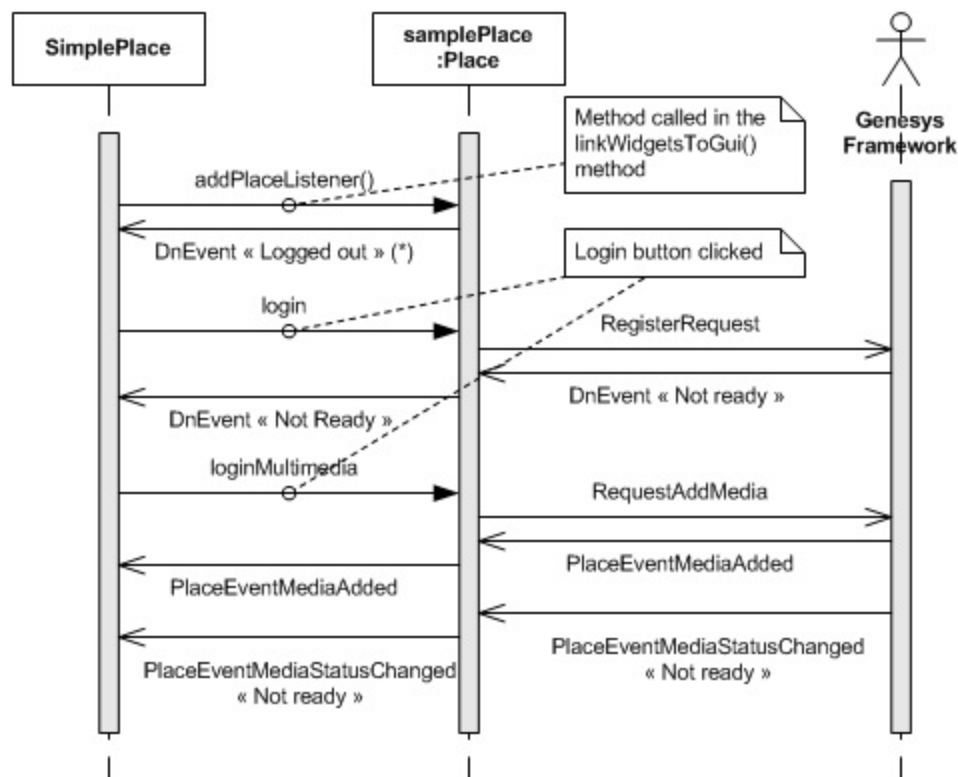 SimplePlace
samplePlace
:Place
Genesys
Framework
Method called in the
linkWidgetsToGui()
method
addPlaceListener()
DnEvent « Logged out » (*)
Login button clicked
login
RegisterRequest
DnEvent « Not ready »
DnEvent « Not Ready »
loginMultimedia
RequestAddMedia
PlaceEventMediaAdded
PlaceEventMediaAdded
PlaceEventMediaStatusChanged
« Not ready »
PlaceEventMediaStatusChanged
« Not ready »